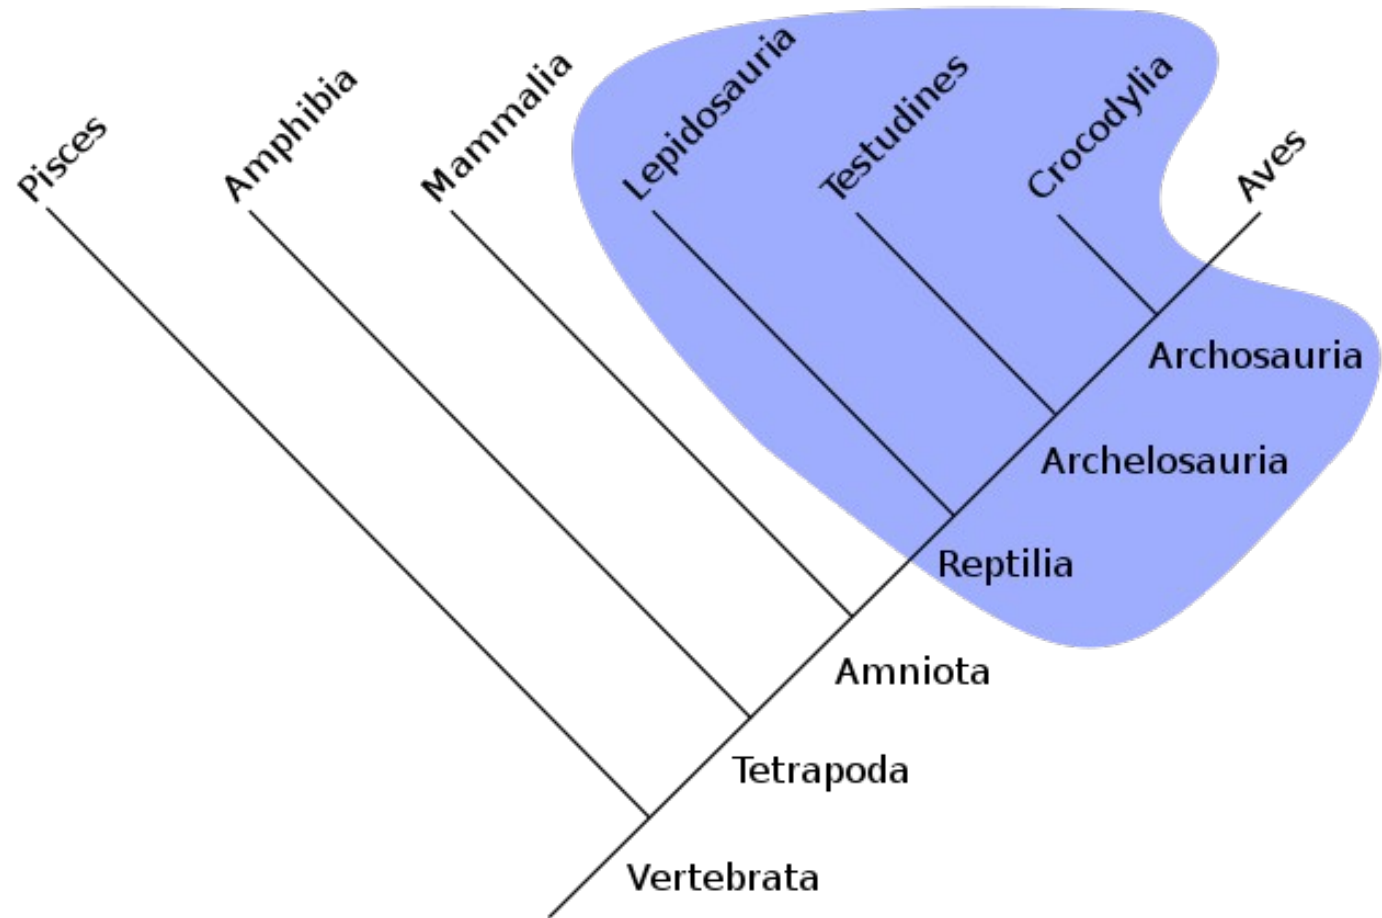 Pisces
Amphibia
Mammalia
Lepidosauria
Testudines
Crocodylia
Aves
Archosauria
Archelosauria
Reptilia
Amniota
Tetrapoda
Vertebrata